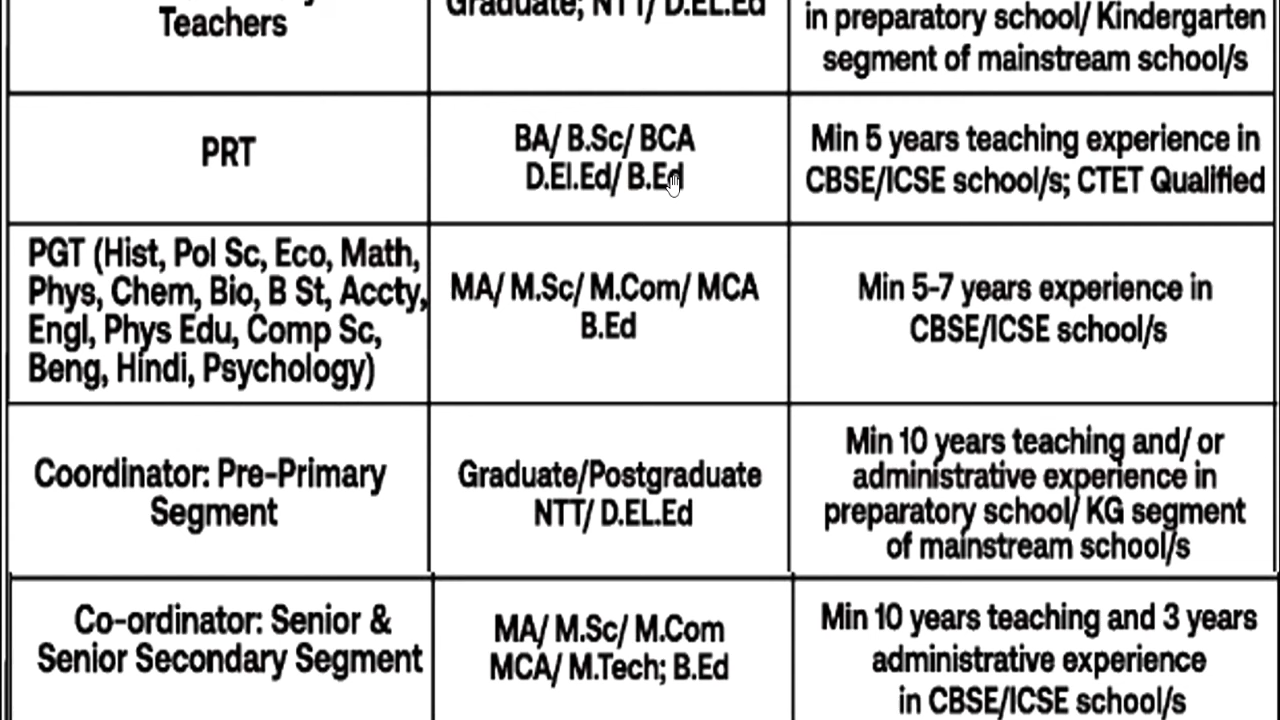 Teachers
Graduate; NTT/ D.EL.Ed
in preparatory school/ Kindergarten
segment of mainstream school/s
PRT
BA/ B.Sc/ BCA
D.El.Ed/ B.Ed
Min 5 years teaching experience in
CBSE/ICSE school/s; CTET Qualified
PGT (Hist, Pol Sc, Eco, Math,
Phys, Chem, Bio, B St, Accty,
Engl, Phys Edu, Comp Sc,
Beng, Hindi, Psychology)
MA/ M.Sc/ M.Com/ MCA
B.Ed
Min 5-7 years experience in
CBSE/ICSE school/s
Coordinator: Pre-Primary
Segment
Graduate/Postgraduate
NTT/ D.EL.Ed
Min 10 years teaching and/ or
administrative experience in
preparatory school/ KG segment
of mainstream school/s
Co-ordinator: Senior &
Senior Secondary Segment
MA/ M.Sc/ M.Com
MCA/ M.Tech; B.Ed
Min 10 years teaching and 3 years
administrative experience
in CBSE/ICSE school/s